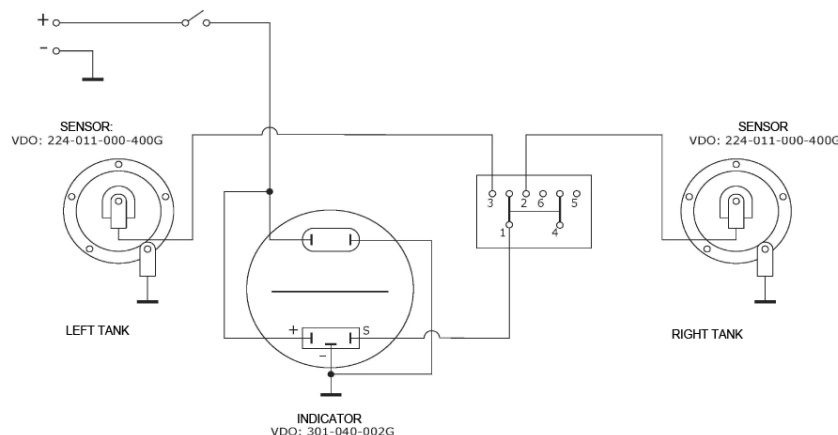 +
-
SENSOR:
VDO: 224-011-000-400G
SENSOR
VDO: 224-011-000-400G
3 2 6 5
1 4
+ S
-
LEFT TANK
RIGHT TANK
INDICATOR
VDO: 301-040-002G